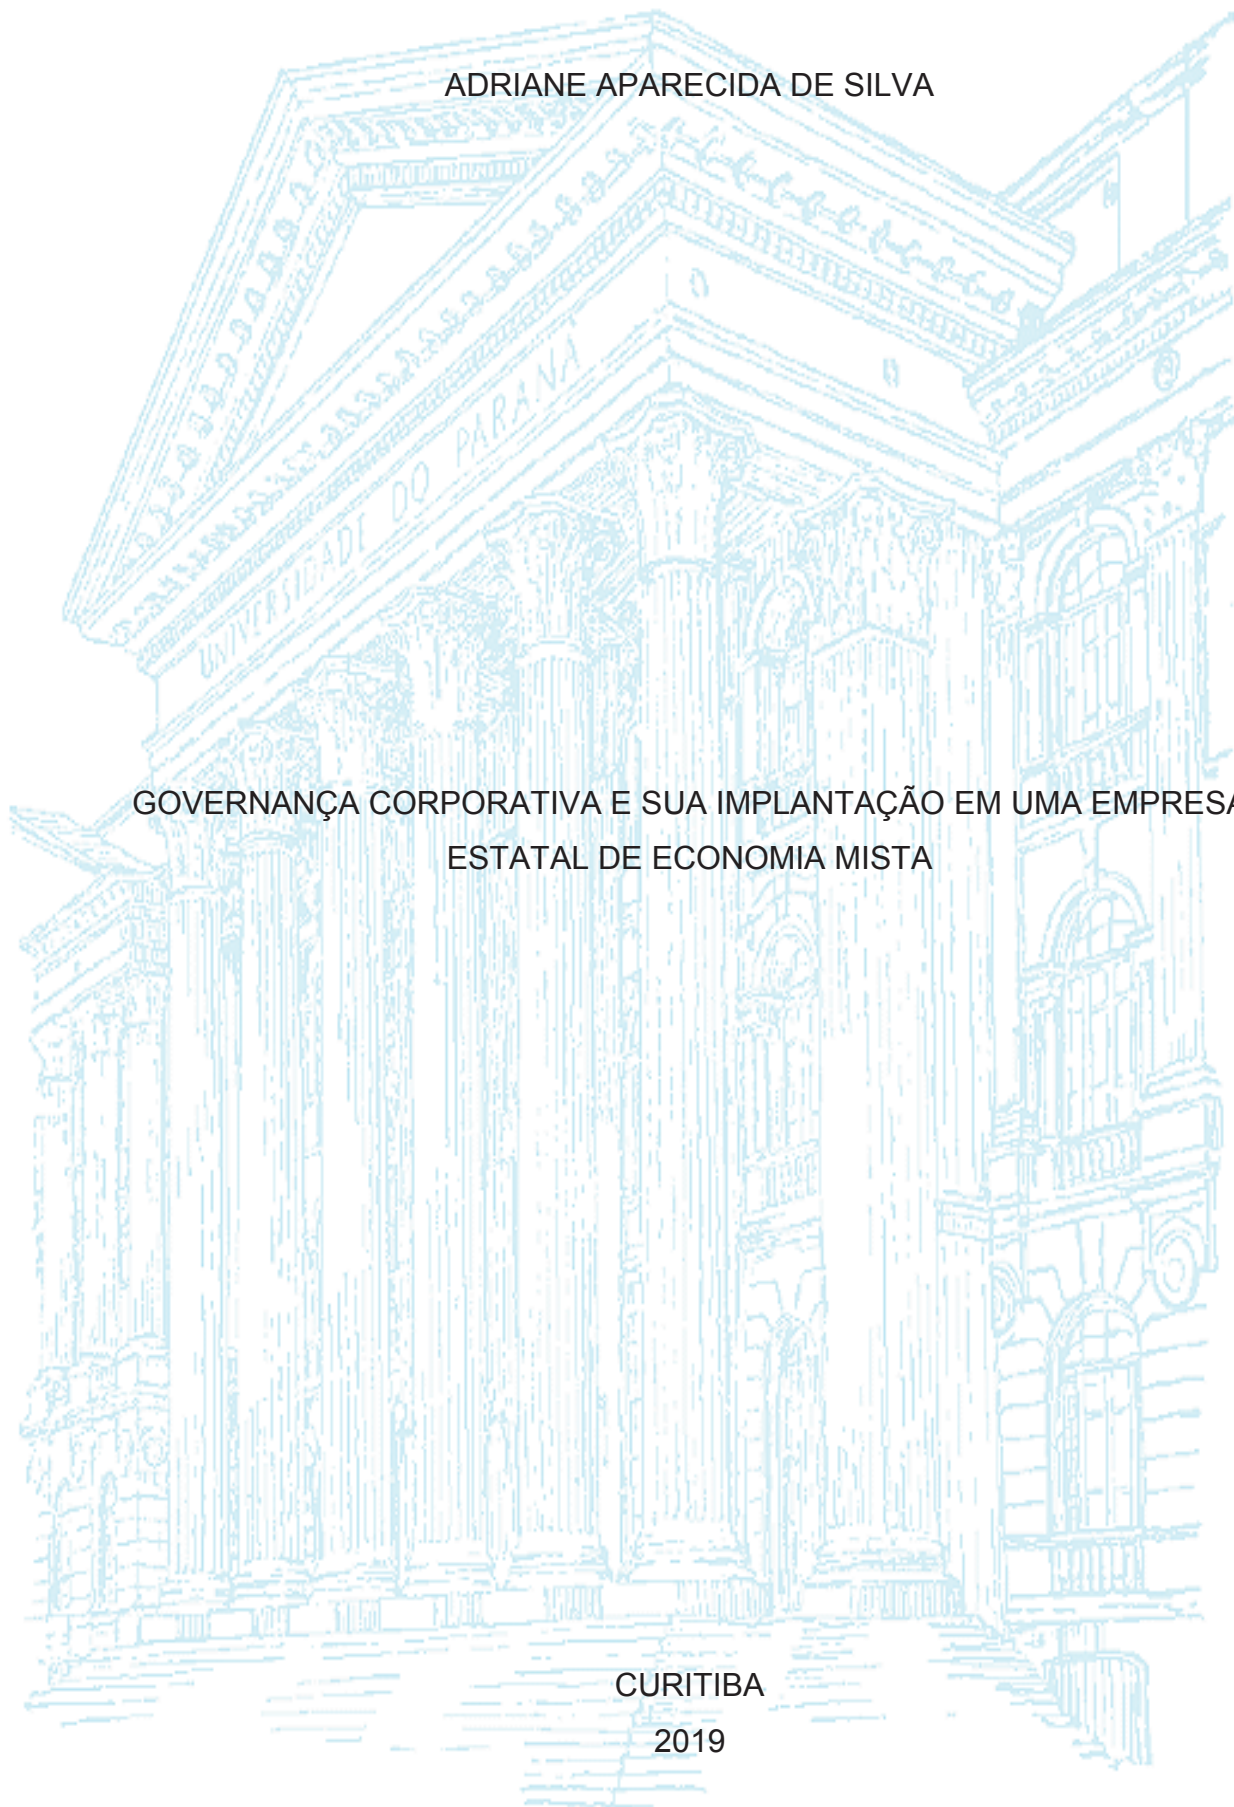 ADRIANE APARECIDA DE SILVA
UNIVERSIDADI DO PARANÁ
GOVERNANÇA CORPORATIVA E SUA IMPLANTAÇÃO EM UMA EMPRESA
ESTATAL DE ECONOMIA MISTA
CURITIBA
2019